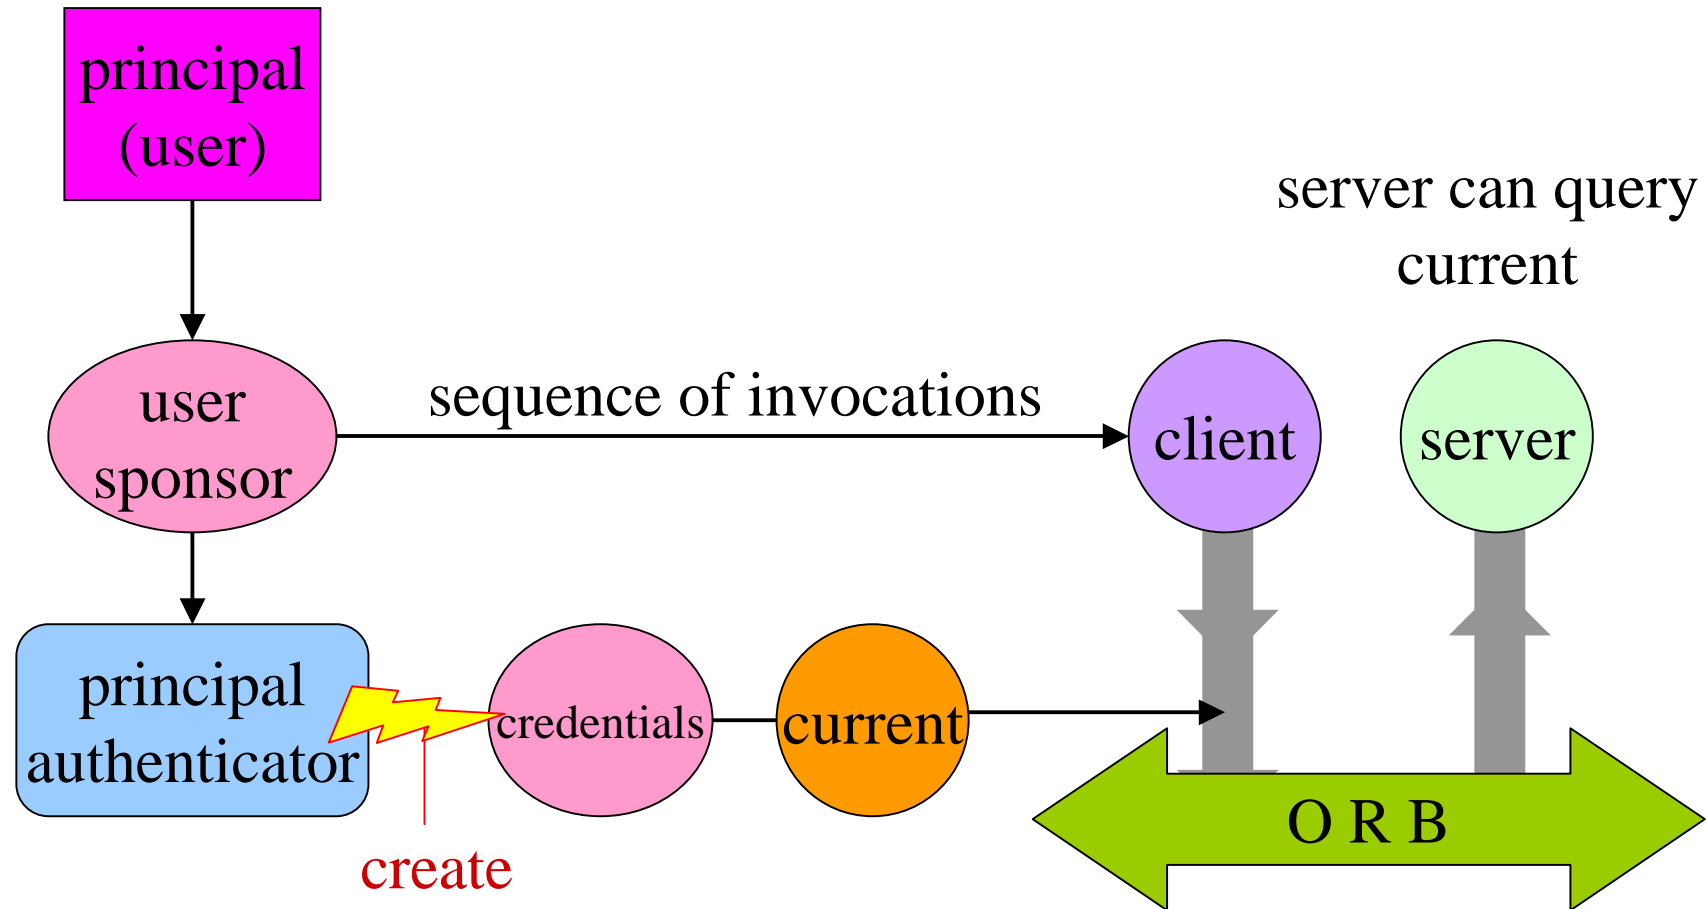 principal
(user)
server can query
current
user
sponsor
sequence of invocations
client
server
principal
authenticator
credentials
current
O R B
create